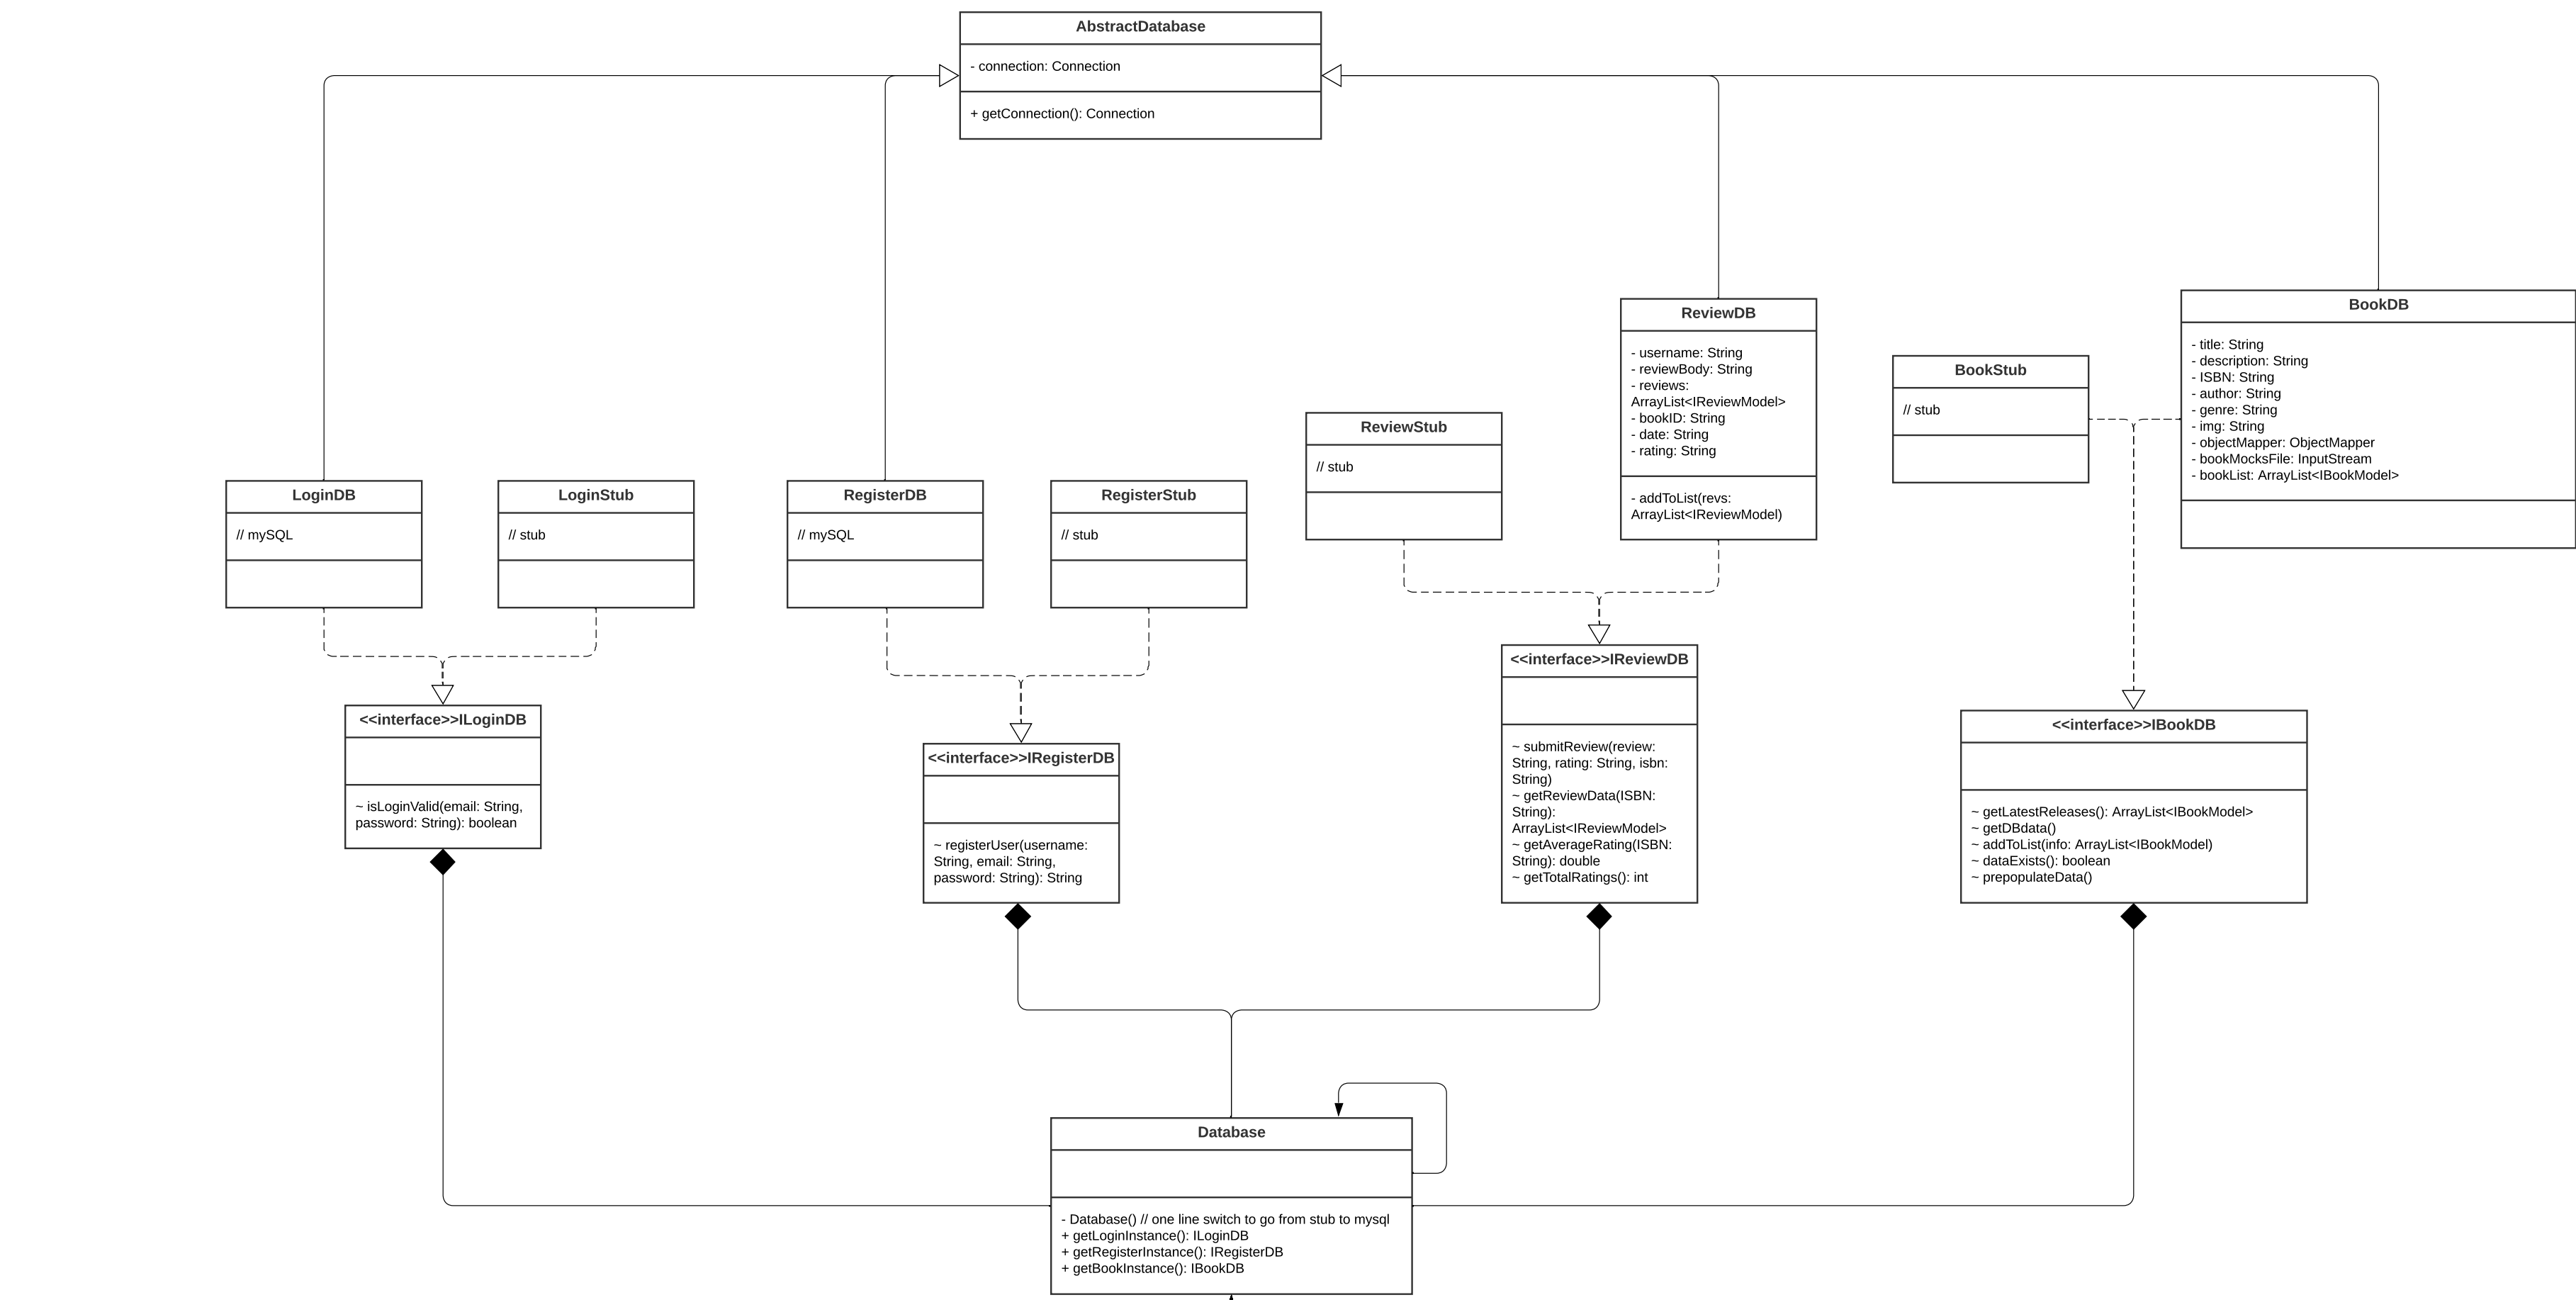 AbstractDatabase
- connection: Connection
+ getConnection(): Connection
ReviewDB
- username: String
- reviewBody: String
- reviews:
ArrayList<IReviewModel>
- bookID: String
- date: String
- rating: String
- addToList(revs:
ArrayList<IReviewModel)
BookDB
- title: String
- description: String
- ISBN: String
- author: String
- genre: String
- img: String
- objectMapper: ObjectMapper
- bookMocksFile: InputStream
- bookList: ArrayList<IBookModel>
BookStub
// stub
ReviewStub
// stub
LoginDB
// mySQL
LoginStub
// stub
RegisterDB
// mySQL
RegisterStub
// stub
<<interface>>ILoginDB
~ isLoginValid(email: String,
password: String): boolean
<<interface>>IRegisterDB
~ registerUser(username:
String, email: String,
password: String): String
<<interface>>IReviewDB
~ submitReview(review:
String, rating: String, isbn:
String)
~ getReviewData(ISBN:
String):
ArrayList<IReviewModel>
~ getAverageRating(ISBN:
String): double
~ getTotalRatings(): int
<<interface>>IBookDB
~ getLatestReleases(): ArrayList<IBookModel>
~ getDBdata()
~ addToList(info: ArrayList<IBookModel)
~ dataExists(): boolean
~ prepopulateData()
Database
- Database() // one line switch to go from stub to mysql
+ getLoginInstance(): ILoginDB
+ getRegisterInstance(): IRegisterDB
+ getBookInstance(): IBookDB